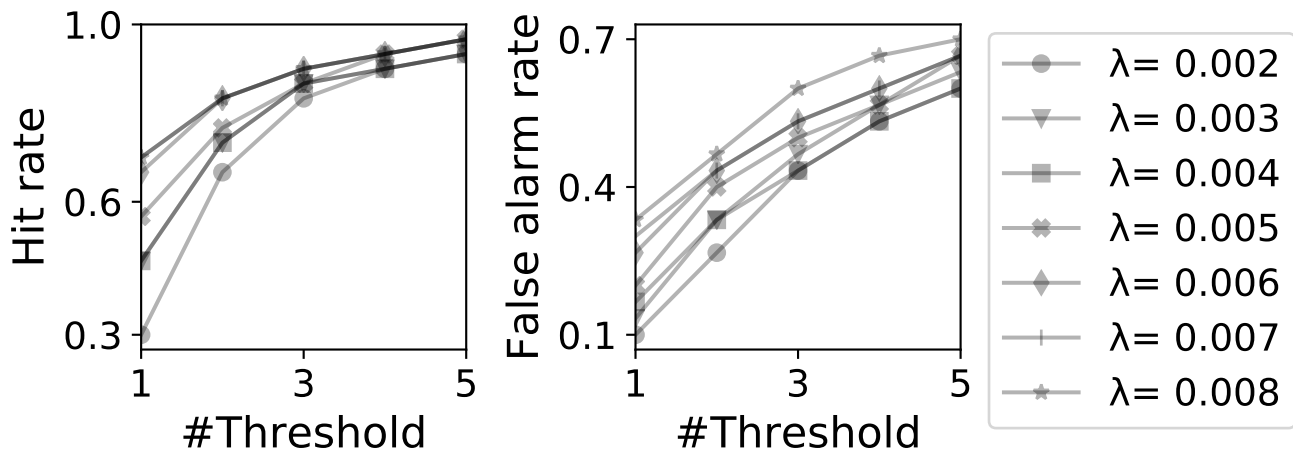 Hit rate
1.0
0.6
0.3
1 3 5
#Threshold
False alarm rate
0.7
0.4
0.1
1 3 5
#Threshold
λ= 0.002
λ= 0.003
λ= 0.004
λ= 0.005
λ= 0.006
λ= 0.007
λ= 0.008